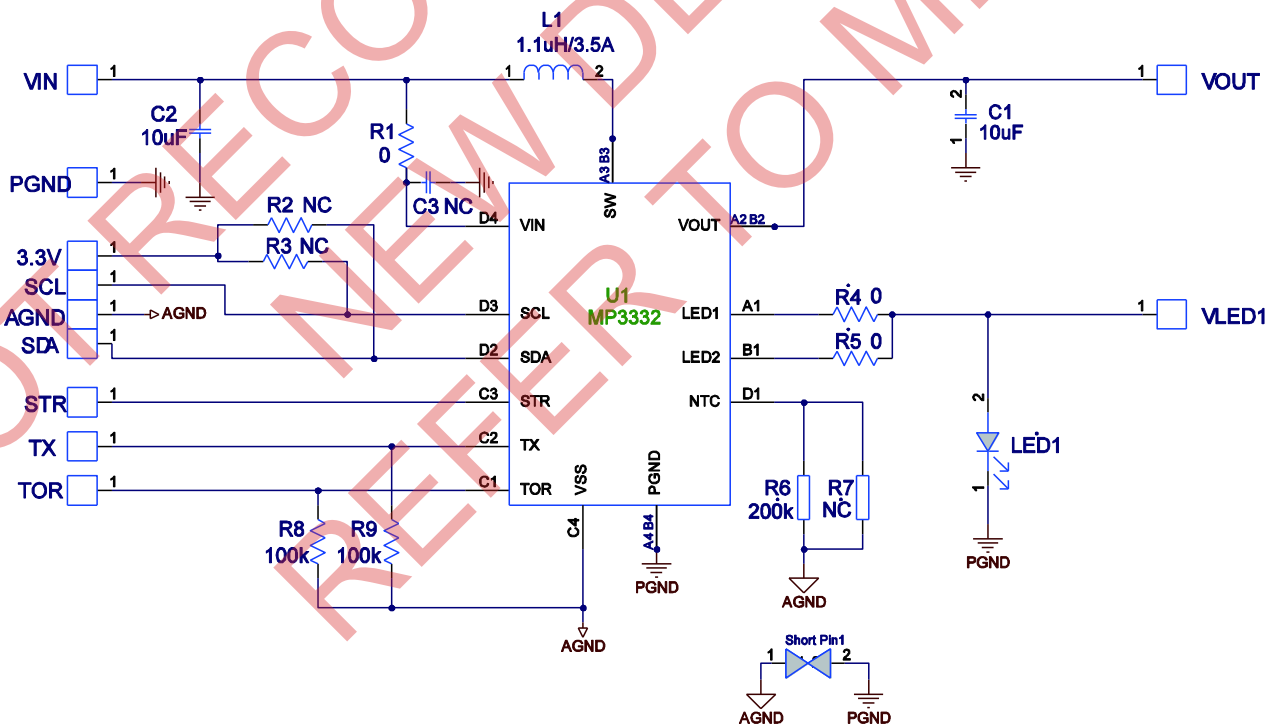 L1
1.1uH/3.5A
VIN 1
1 2
1 VOUT
C2
10uF
R1
0
A3 B3
2
C1
10uF
1
PGND 1
C3 NC
D4 VIN
SW
VOUT A2 B2
R2 NC
R3 NC
3.3V 1
SCL 1
AGND 1
AGND
SDA 1
D3 SCL
U1
MP3332
LED1 A1
R4 0
1 VLED1
D2 SDA
LED2 B1
R5 0
STR 1
C3 STR
NTC D1
2
TX 1
C2 TX
LED1
TOR 1
C1 TOR
VSS
PGND
1
R6
200k
R7
NC
R8
100k
R9
100k
C4
A4 B4
PGND
PGND
AGND
AGND
Short Pin1
1 2
AGND
PGND
OT RECO
NEW DE
REFER TO M